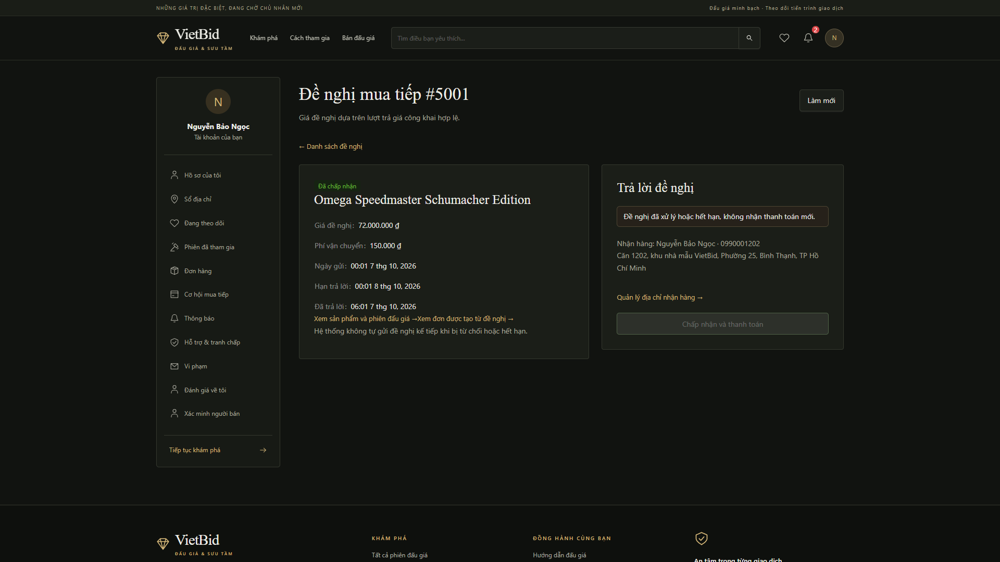 NHỮNG GIÁ TRỊ ĐẶC BIỆT, ĐANG CHỜ CHỦ NHÂN MỚI
Đấu giá minh bạch · Theo dõi tiến trình giao dịch
VietBid
ĐẤU GIÁ & SƯU TẦM
Khám phá
Cách tham gia
Bán đấu giá
Tìm điều bạn yêu thích...
2
N
N
Nguyễn Bảo Ngọc
Tài khoản của bạn
Hồ sơ của tôi
Sổ địa chỉ
Đang theo dõi
Phiên đã tham gia
Đơn hàng
Cơ hội mua tiếp
Thông báo
Hỗ trợ & tranh chấp
Vi phạm
Đánh giá về tôi
Xác minh người bán
Tiếp tục khám phá →
Đề nghị mua tiếp #5001
Giá đề nghị dựa trên lượt trả giá công khai hợp lệ.
Làm mới
← Danh sách đề nghị
Đã chấp nhận
Omega Speedmaster Schumacher Edition
Giá đề nghị: 72.000.000 ₫
Phí vận chuyển: 150.000 ₫
Ngày gửi: 00:01 7 thg 10, 2026
Hạn trả lời: 00:01 8 thg 10, 2026
Đã trả lời: 06:01 7 thg 10, 2026
Xem sản phẩm và phiên đấu giá →Xem đơn được tạo từ đề nghị →
Hệ thống không tự gửi đề nghị kế tiếp khi bị từ chối hoặc hết hạn.
Trả lời đề nghị
Đề nghị đã xử lý hoặc hết hạn, không nhận thanh toán mới.
Nhận hàng: Nguyễn Bảo Ngọc · 0990001202
Căn 1202, khu nhà mẫu VietBid, Phường 25, Bình Thạnh, TP Hồ
Chí Minh
Quản lý địa chỉ nhận hàng →
Chấp nhận và thanh toán
VietBid
ĐẤU GIÁ & SƯU TẦM
KHÁM PHÁ
Tất cả phiên đấu giá
ĐỒNG HÀNH CÙNG BẠN
Hướng dẫn đấu giá
An tâm trong từng giao dịch